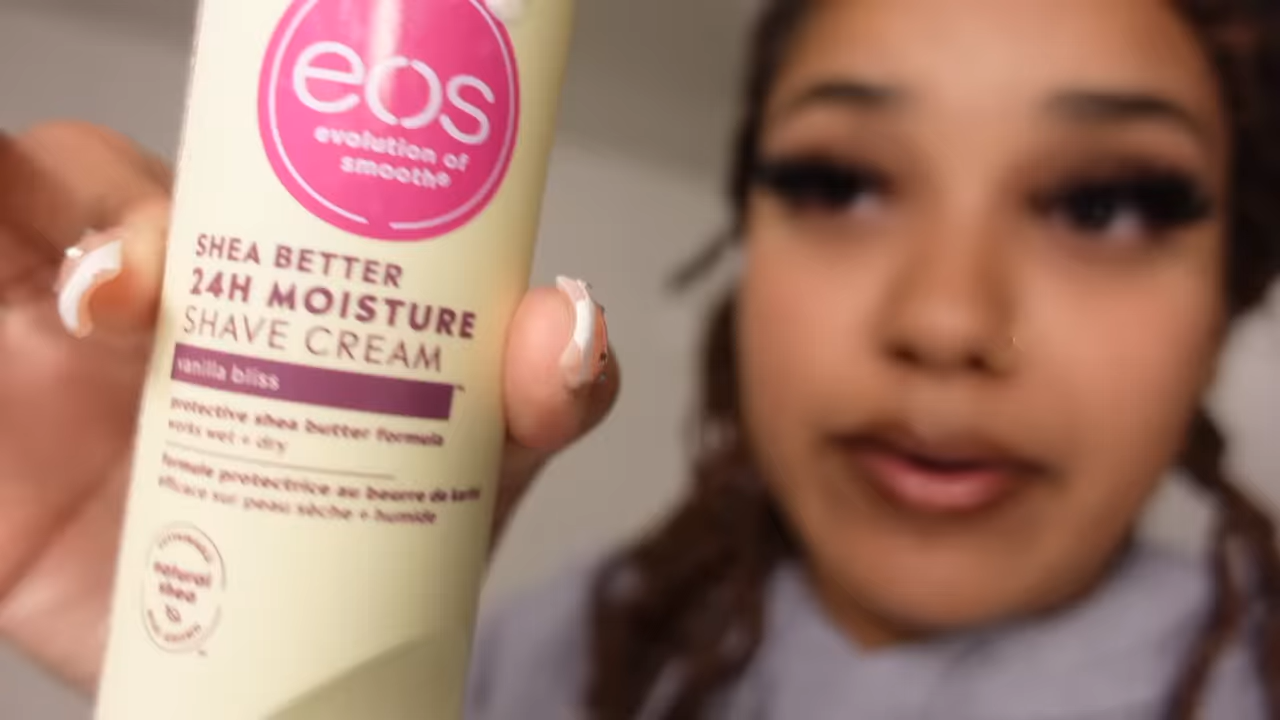 eos
evolution of
smooth®
SHEA BETTER
24H MOISTURE
SHAVE CREAM
vanilla bliss
protective shea butter formula
works wet + dry
formule protectrice au beurre de karité
efficace sur peau sèche + humide
natural
shea